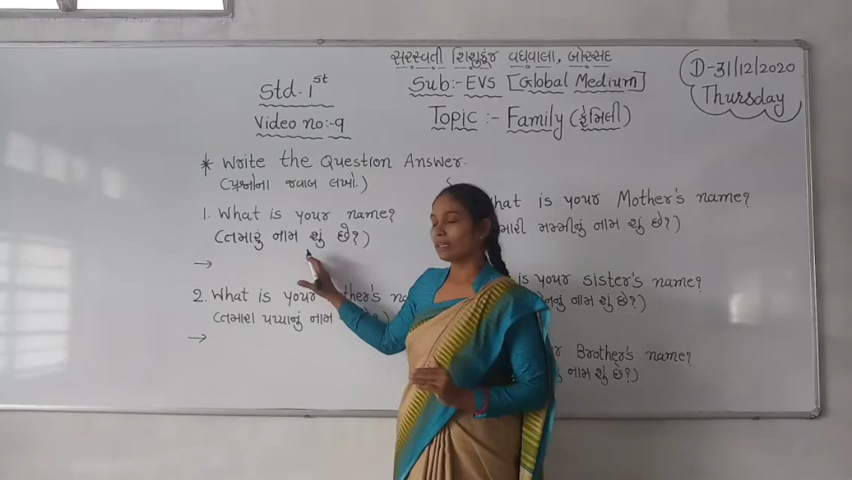 સરસ્વતી શિશુકુંજ વઘવાલા, બોરસદ
Std-1st
Sub:-EVS [Global Medium]
D-31/12/2020
Thursday
Video no:-9
Topic :- Family (ફેમિલી)
* Write the Question Answer.
(પ્રશ્નોના જવાબ લખો.)
1. What is your name?
(તમારું નામ શું છે?)
→
2. What is your
(તમારા પપ્પાનું નામ
→
What is your Mother's name?
મમ્મીનું નામ શું છે?)
is your sister's name?
નામ શું છે?)
Brother's name?
નામ શું છે?)